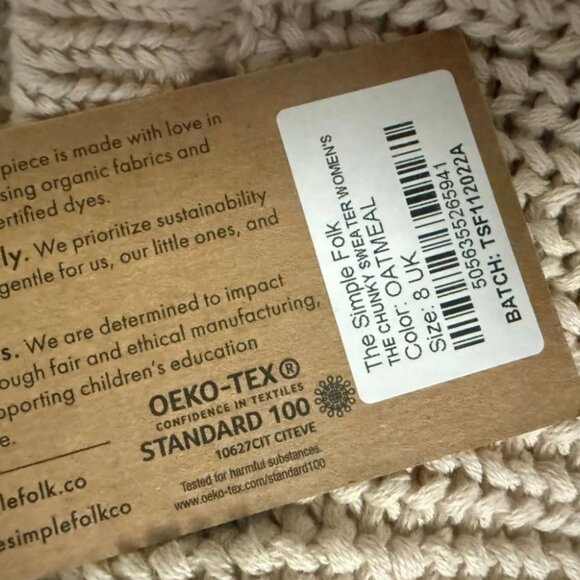 piece is made with love in
sing organic fabrics and
ertified dyes.
ly. We prioritize sustainability
gentle for us, our little ones, and
s. We are determined to impact
ough fair and ethical manufacturing,
pporting children's education
e.
lefolk.co
esimplefolkco
OEKO-TEX®
CONFIDENCE IN TEXTILES
STANDARD 100
10627CIT CITEVE
Tested for harmful substances.
www.oeko-tex.com/standard100
The Simple Folk
THE CHUNKY SWEATER WOMEN'S
Color: OATMEAL
Size: 8 UK
5056355265941
BATCH: TSF112022A